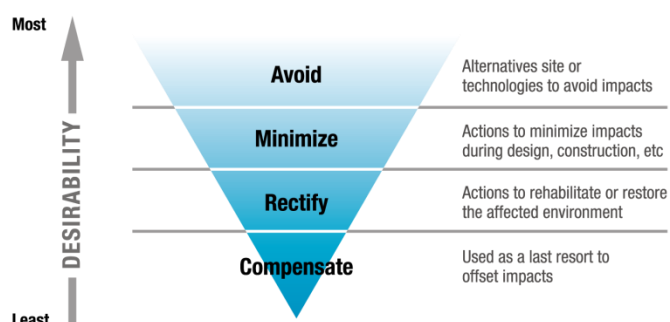 Most
DESIRABILITY
Least
Avoid
Alternatives site or
technologies to avoid impacts
Minimize
Actions to minimize impacts
during design, construction, etc
Rectify
Actions to rehabilitate or restore
the affected environment
Compensate
Used as a last resort to
offset impacts